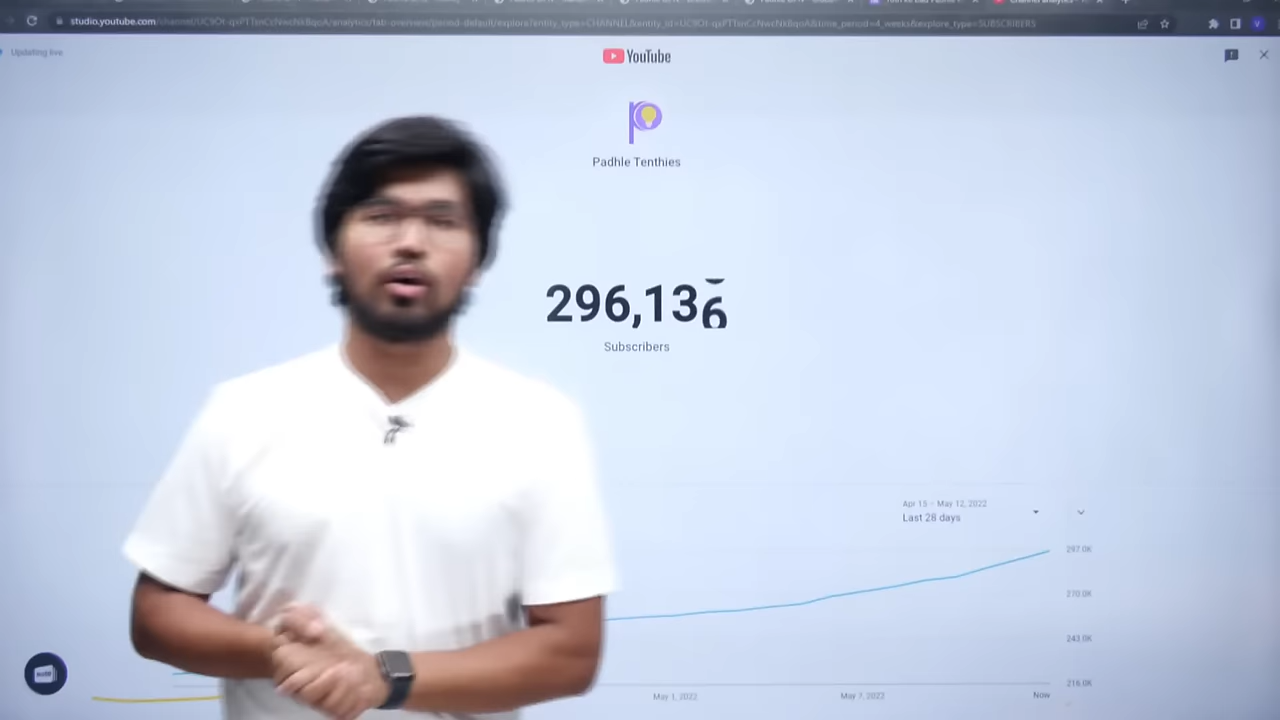 studio.youtube.com
Updating live
YouTube
Padhle Tenthies
296,136
Subscribers
Apr 15 – May 12, 2022
Last 28 days
297.0K
270.0K
243.0K
216.0K
May 1, 2022
May 7, 2022
Now